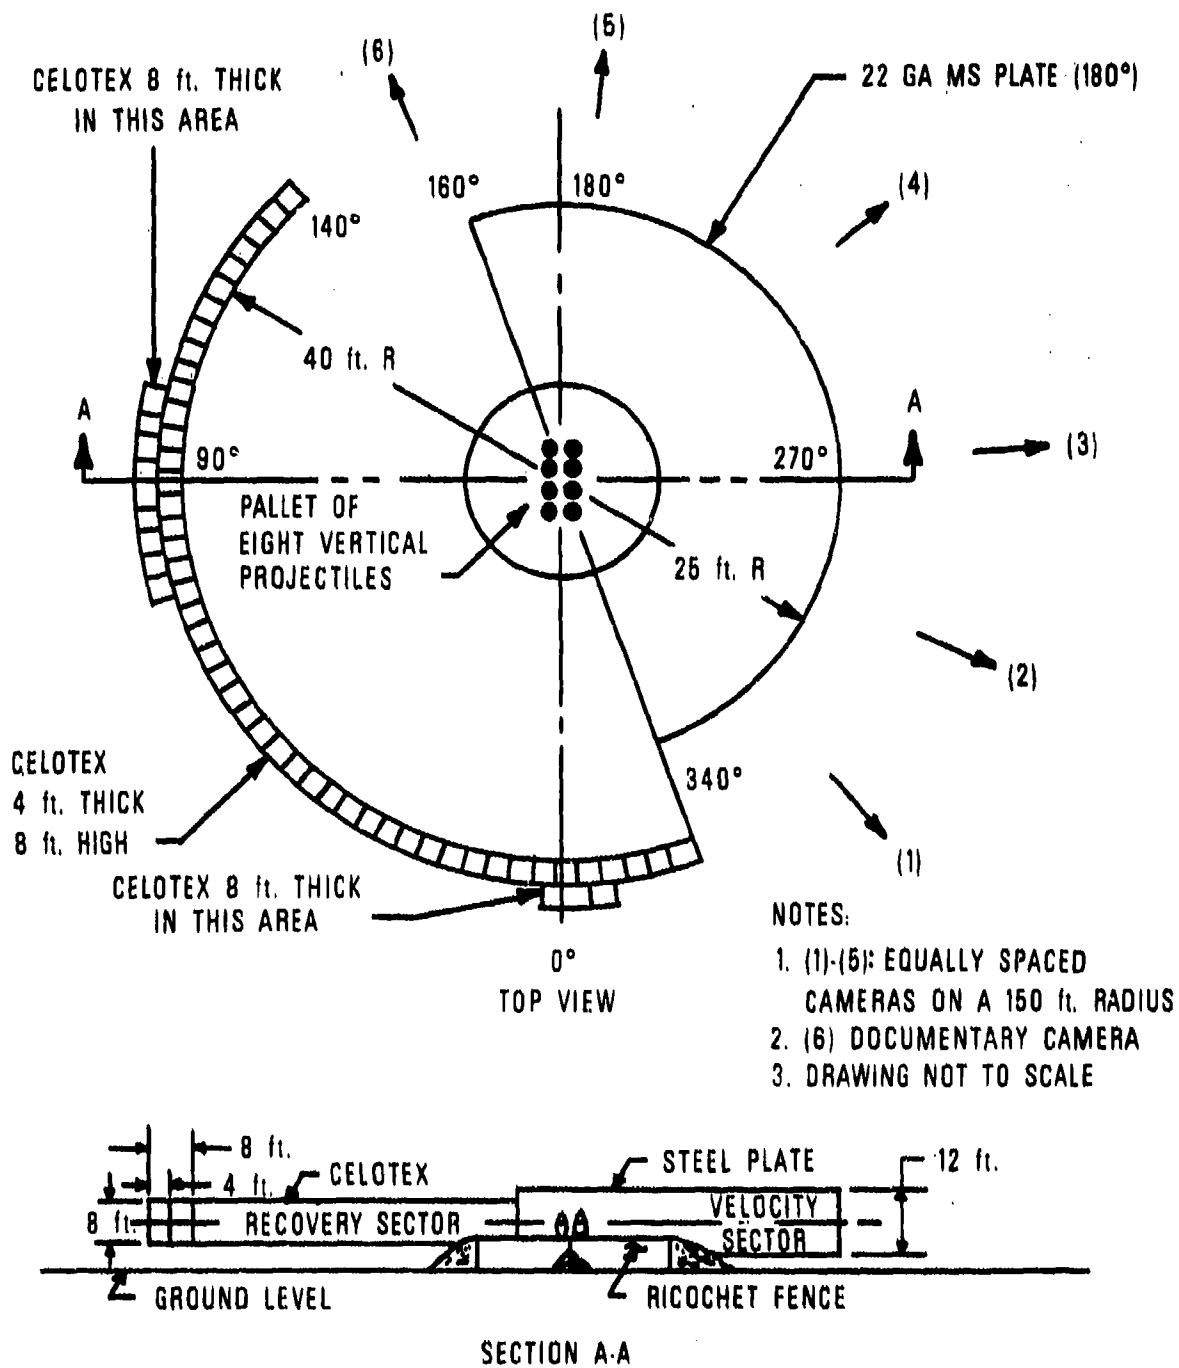 (5)
(6)
CELOTEX 8 ft. THICK
IN THIS AREA
22 GA MS PLATE (180°)
160°
180°
(4)
140°
40 ft. R
A
A
90°
270°
(3)
PALLET OF
EIGHT VERTICAL
PROJECTILES
25 ft. R
(2)
CELOTEX
4 ft. THICK
8 ft. HIGH
340°
(1)
CELOTEX 8 ft. THICK
IN THIS AREA
0°
TOP VIEW
NOTES:
1. (1)-(5): EQUALLY SPACED
CAMERAS ON A 150 ft. RADIUS
2. (6) DOCUMENTARY CAMERA
3. DRAWING NOT TO SCALE
8 ft.
4 ft.
CELOTEX
STEEL PLATE
12 ft.
8 ft.
RECOVERY SECTOR
VELOCITY
SECTOR
GROUND LEVEL
RICOCHET FENCE
SECTION A-A